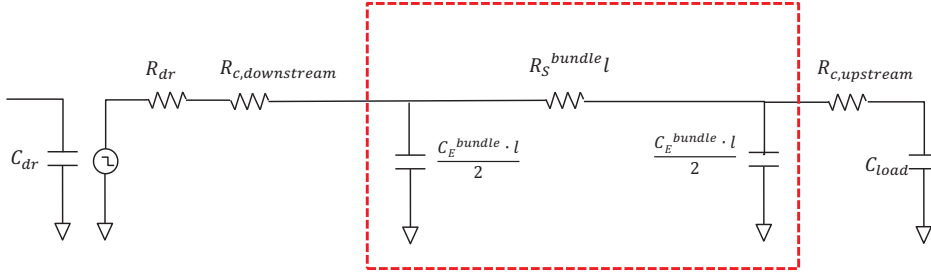 R_dr
R_c,downstream
R_S^bundle l
R_c,upstream
C_dr
C_E^bundle · l
2
C_E^bundle · l
2
C_load